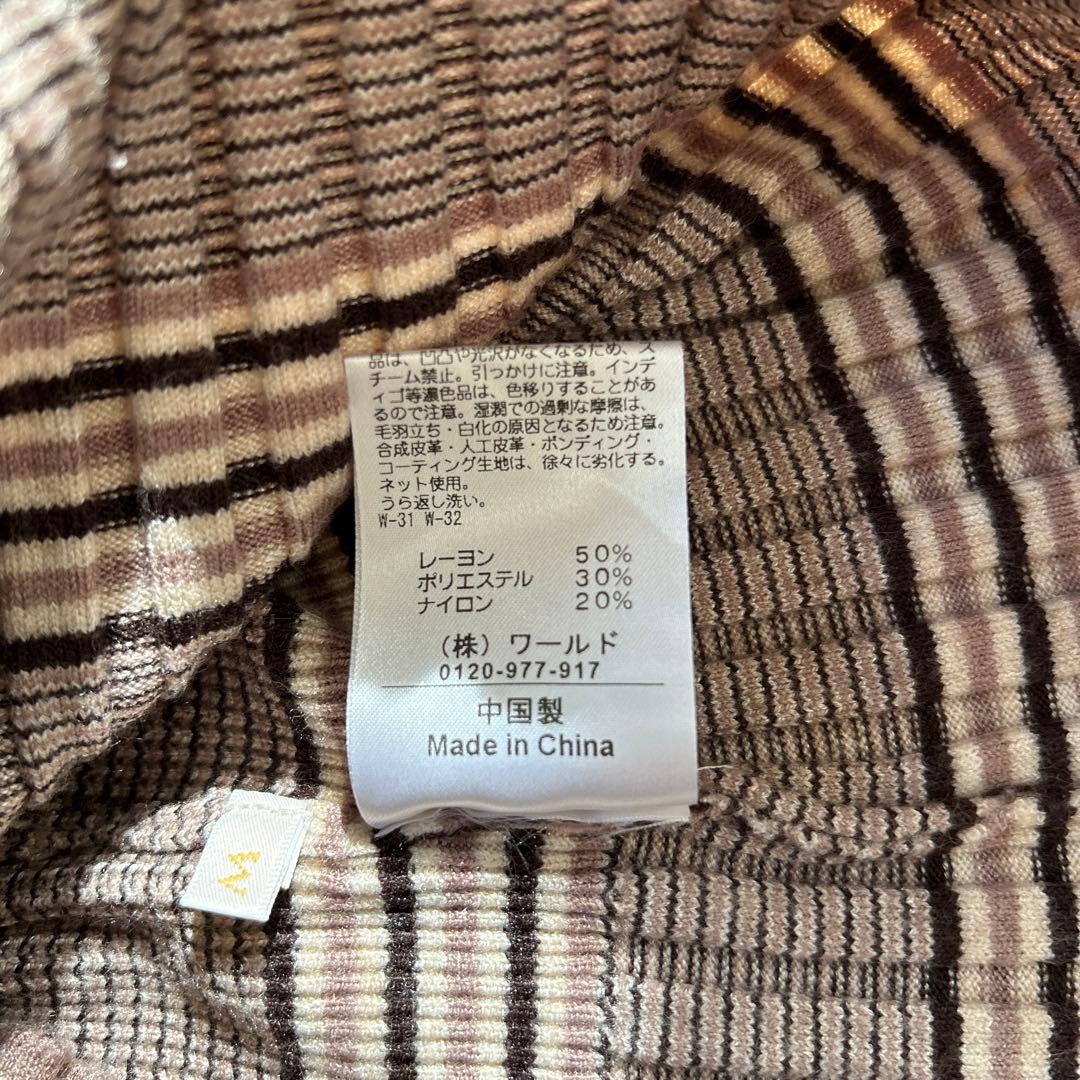 品は、凹凸や光沢がなくなるため、ス
チーム禁止。引っかけに注意。インデ
ィゴ等濃色品は、色移りすることがあ
るので注意。湿潤での過剰な摩擦は、
毛羽立ち・白化の原因となるため注意。
合成皮革・人工皮革・ボンディング・
コーティング生地は、徐々に劣化する。
ネット使用。
うら返し洗い。
W-31 W-32
レーヨン 50%
ポリエステル 30%
ナイロン 20%
(株)ワールド
0120-977-917
中国製
Made in China
M